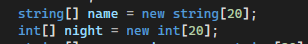 string[] name = new string[20];
int[] night = new int[20];